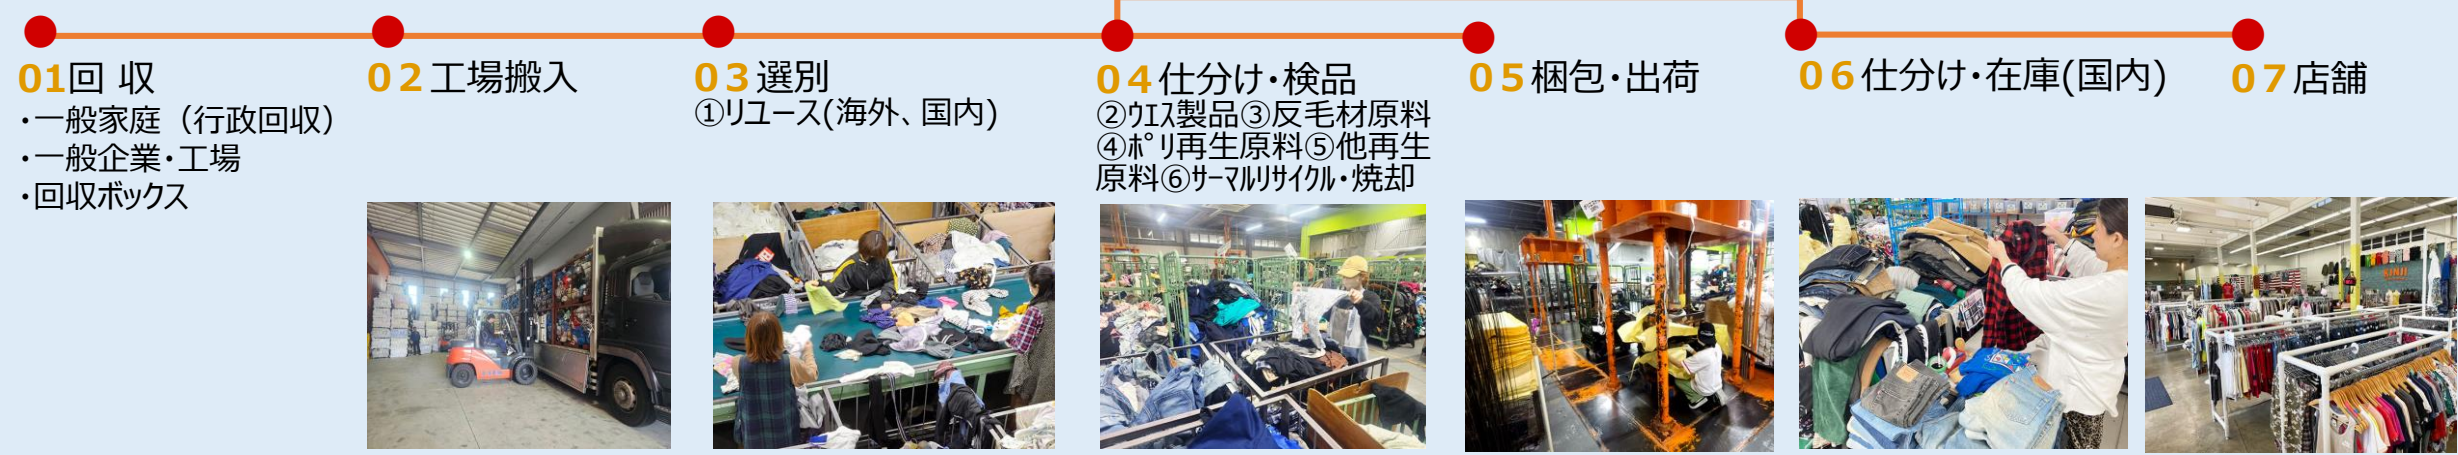 01回 収
・一般家庭（行政回収）
・一般企業・工場
・回収ボックス
02工場搬入
03選別
①リユース(海外、国内)
04仕分け・検品
②ｳｴｽ製品③反毛材原料
④ﾎﾟﾘ再生原料⑤他再生
原料⑥ｻｰﾏﾙﾘｻｲｸﾙ・焼却
05梱包・出荷
06仕分け・在庫(国内)
07店舗
KINJI